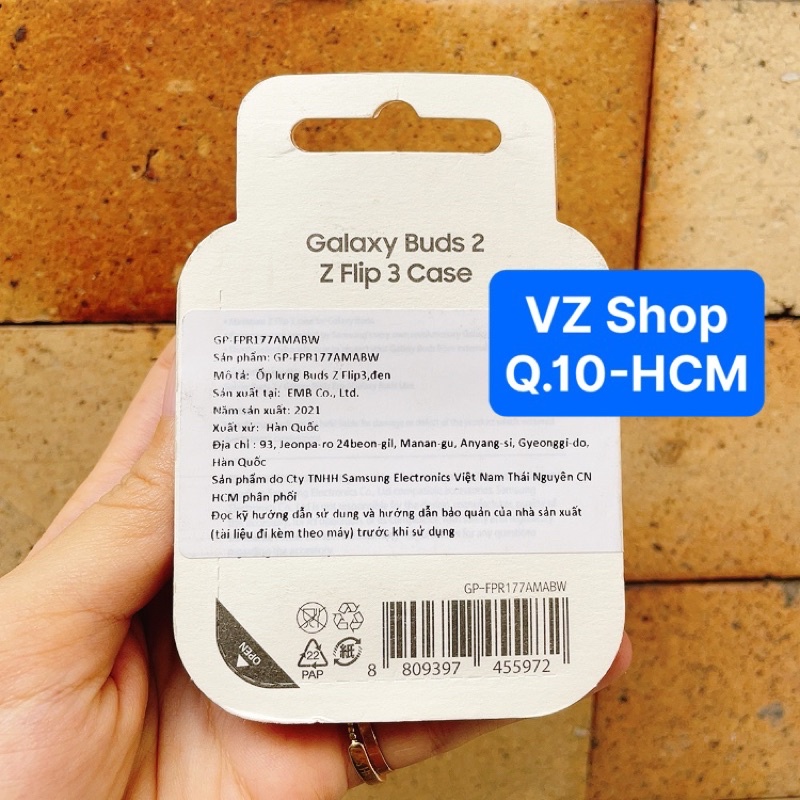 Galaxy Buds 2
Z Flip 3 Case
VZ Shop
Q.10-HCM
GP-FPR177AMABW
Sản phẩm: GP-FPR177AMABW
Mô tả: Ốp lưng Buds Z Flip3,đen
Sản xuất tại: EMB Co., Ltd.
Năm sản xuất: 2021
Xuất xứ: Hàn Quốc
Địa chỉ : 93, Jeonpa-ro 24beon-gil, Manan-gu, Anyang-si, Gyeonggi-do,
Hàn Quốc
Sản phẩm do Cty TNHH Samsung Electronics Việt Nam Thái Nguyên CN
HCM phân phối
Đọc kỹ hướng dẫn sử dụng và hướng dẫn bảo quản của nhà sản xuất
(tài liệu đi kèm theo máy) trước khi sử dụng
GP-FPR177AMABW
OPEN
22
PAP
紙
8 809397 455972